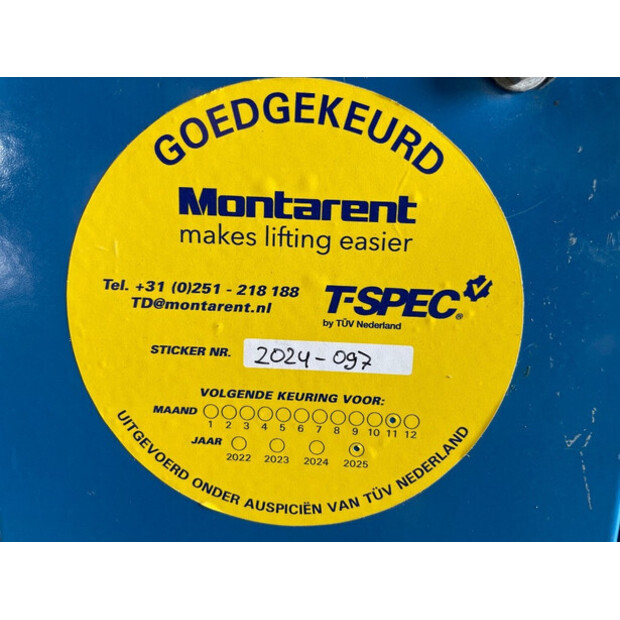 GOEDGEKEURD
Montarent
makes lifting easier
Tel. +31 (0)251 - 218 188
TD@montarent.nl
T-SPEC®
by TÜV Nederland
STICKER NR. 2024-097
VOLGENDE KEURING VOOR:
MAAND
1 2 3 4 5 6 7 8 9 10 11 12
JAAR
2022 2023 2024 2025
UITGEVOERD ONDER AUSPICIËN VAN TÜV NEDERLAND